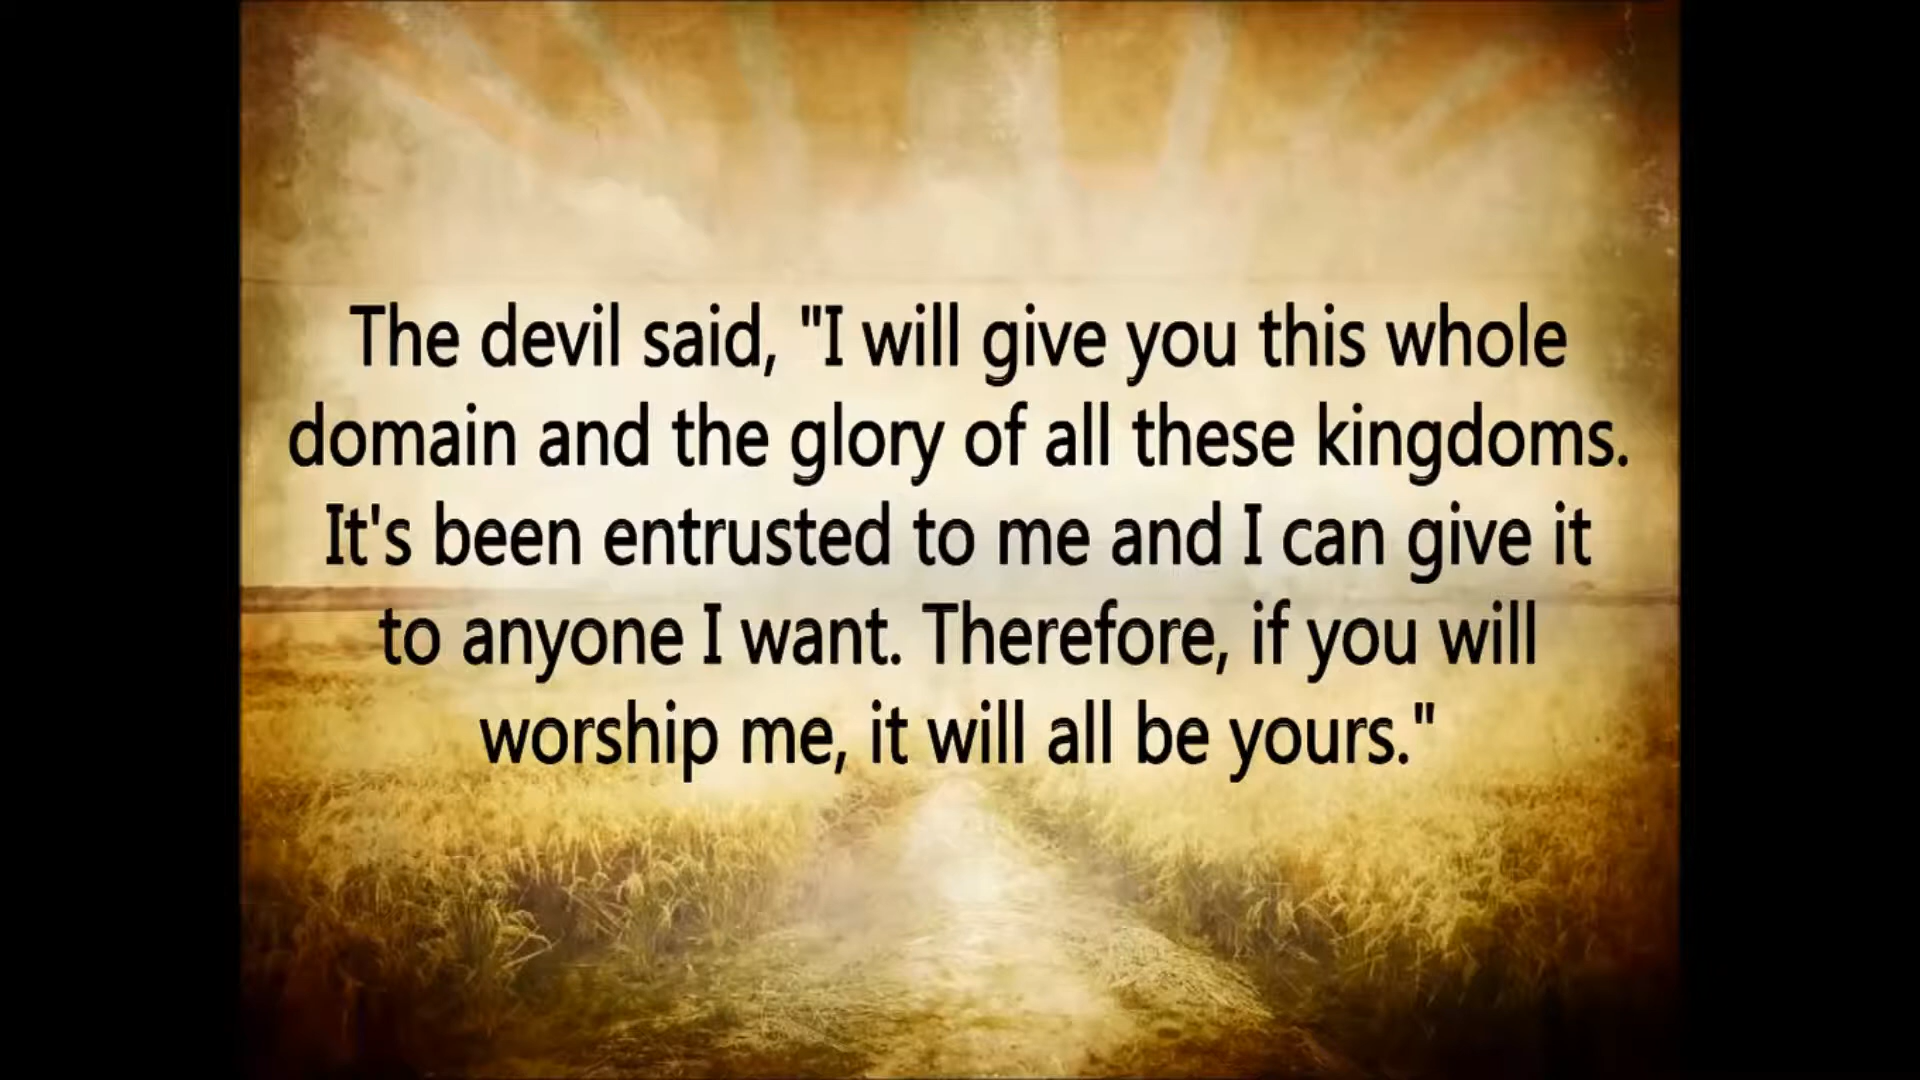 The devil said, "I will give you this whole
domain and the glory of all these kingdoms.
It's been entrusted to me and I can give it
to anyone I want. Therefore, if you will
worship me, it will all be yours."